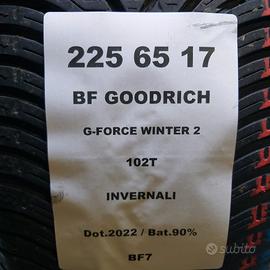 225 65 17
BF GOODRICH
G-FORCE WINTER 2
102T
INVERNALI
Dot.2022 / Bat.90%
BF7
subito